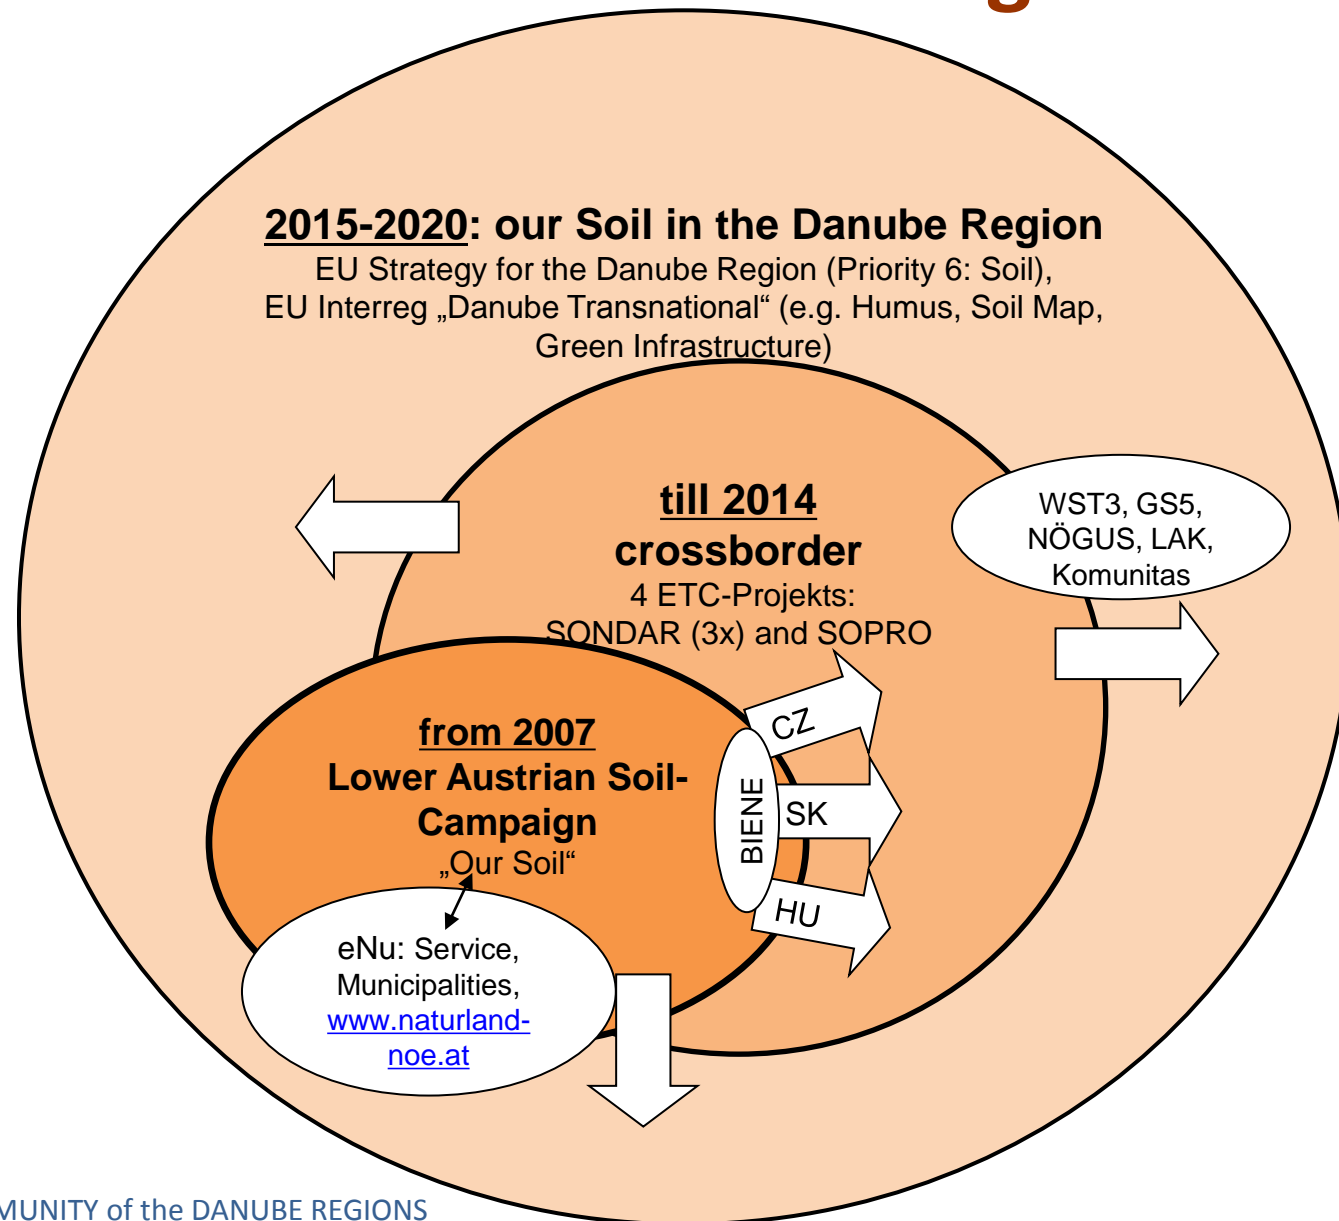 2015-2020: our Soil in the Danube Region
EU Strategy for the Danube Region (Priority 6: Soil),
EU Interreg „Danube Transnational“ (e.g. Humus, Soil Map,
Green Infrastructure)
till 2014
crossborder
4 ETC-Projekts:
SONDAR (3x) and SOPRO
WST3, GS5,
NÖGUS, LAK,
Komunitas
from 2007
Lower Austrian Soil-
Campaign
„Our Soil“
BIENE
CZ
SK
HU
eNu: Service,
Municipalities,
www.naturland-
noe.at
MUNITY of the DANUBE REGIONS